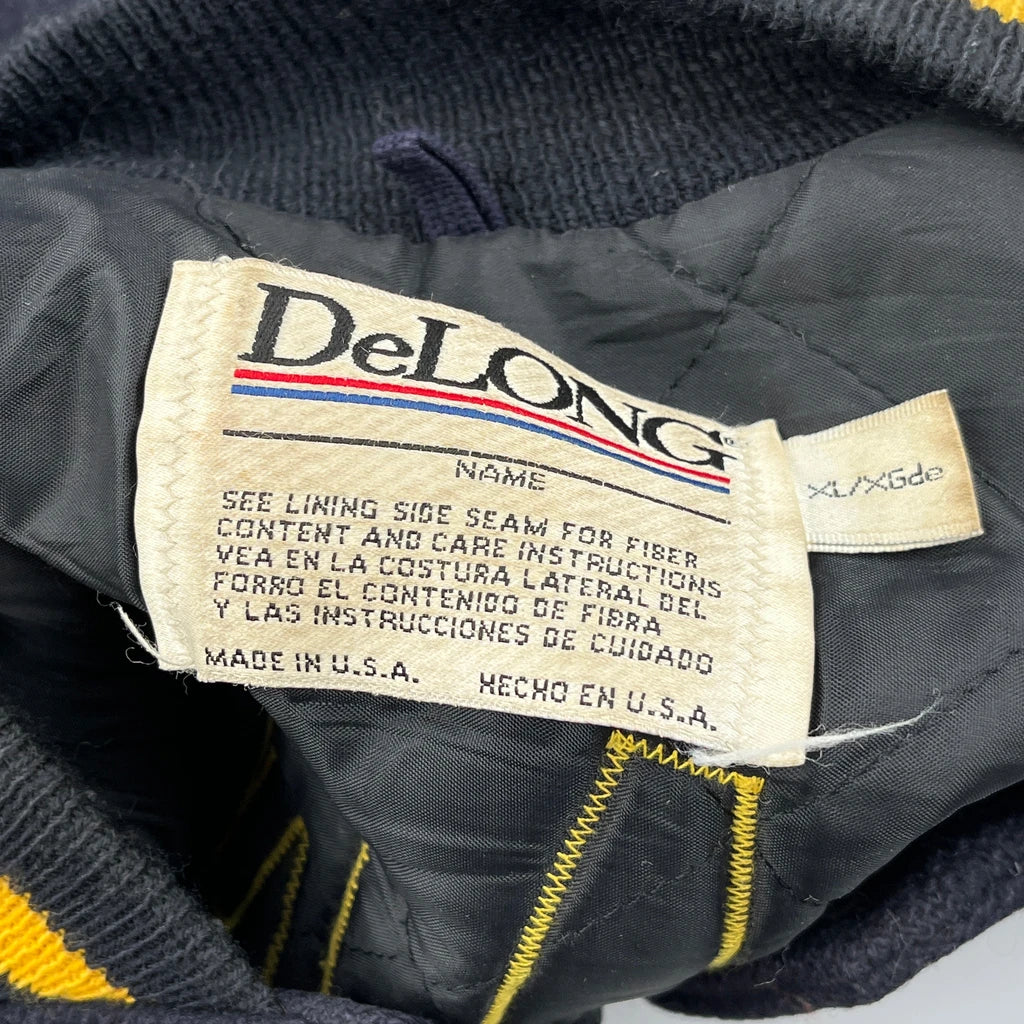 DeLONG
NAME
SEE LINING SIDE SEAM FOR FIBER
CONTENT AND CARE INSTRUCTIONS
VEA EN LA COSTURA LATERAL DEL
FORRO EL CONTENIDO DE FIBRA
Y LAS INSTRUCCIONES DE CUIDADO
MADE IN U.S.A. HECHO EN U.S.A.
XL/XGde